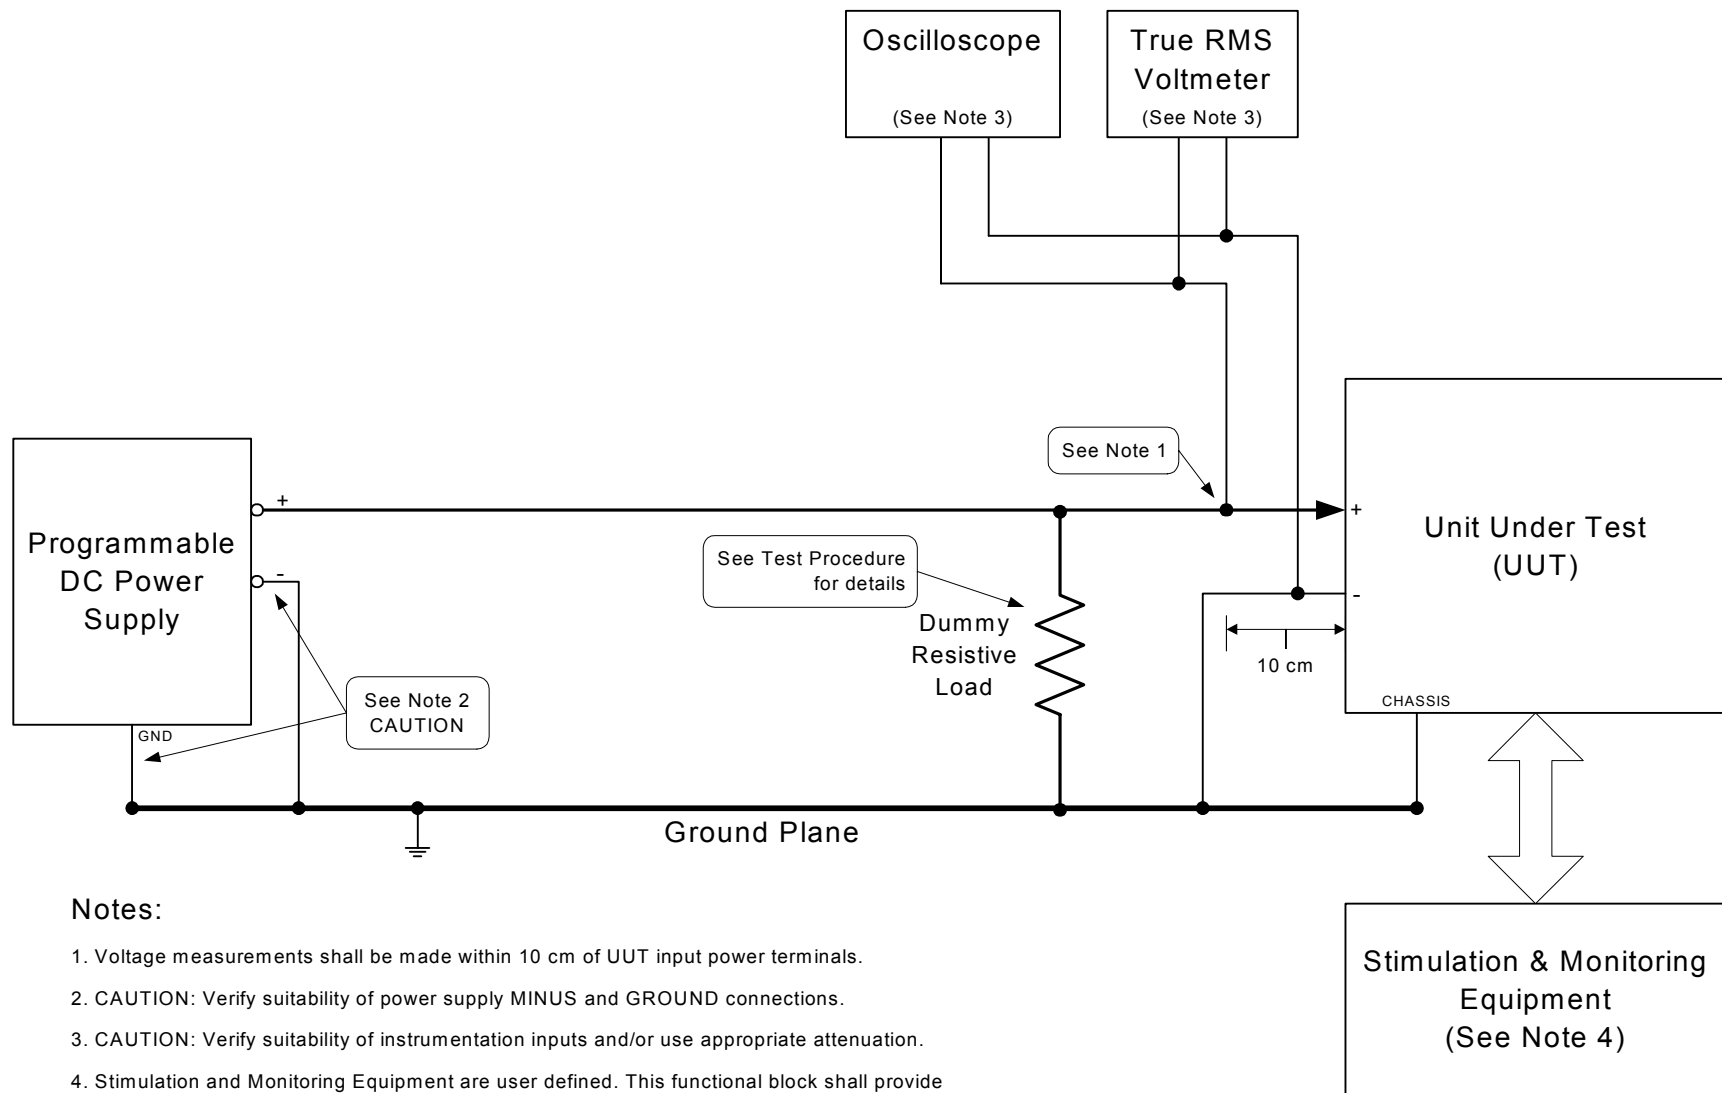 Oscilloscope
(See Note 3)
True RMS
Voltmeter
(See Note 3)
See Note 1
Programmable
DC Power
Supply
+
-
GND
See Note 2
CAUTION
See Test Procedure
for details
Dummy
Resistive
Load
+
-
10 cm
Unit Under Test
(UUT)
CHASSIS
Ground Plane
Stimulation & Monitoring
Equipment
(See Note 4)
Notes:
1. Voltage measurements shall be made within 10 cm of UUT input power terminals.
2. CAUTION: Verify suitability of power supply MINUS and GROUND connections.
3. CAUTION: Verify suitability of instrumentation inputs and/or use appropriate attenuation.
4. Stimulation and Monitoring Equipment are user defined. This functional block shall provide